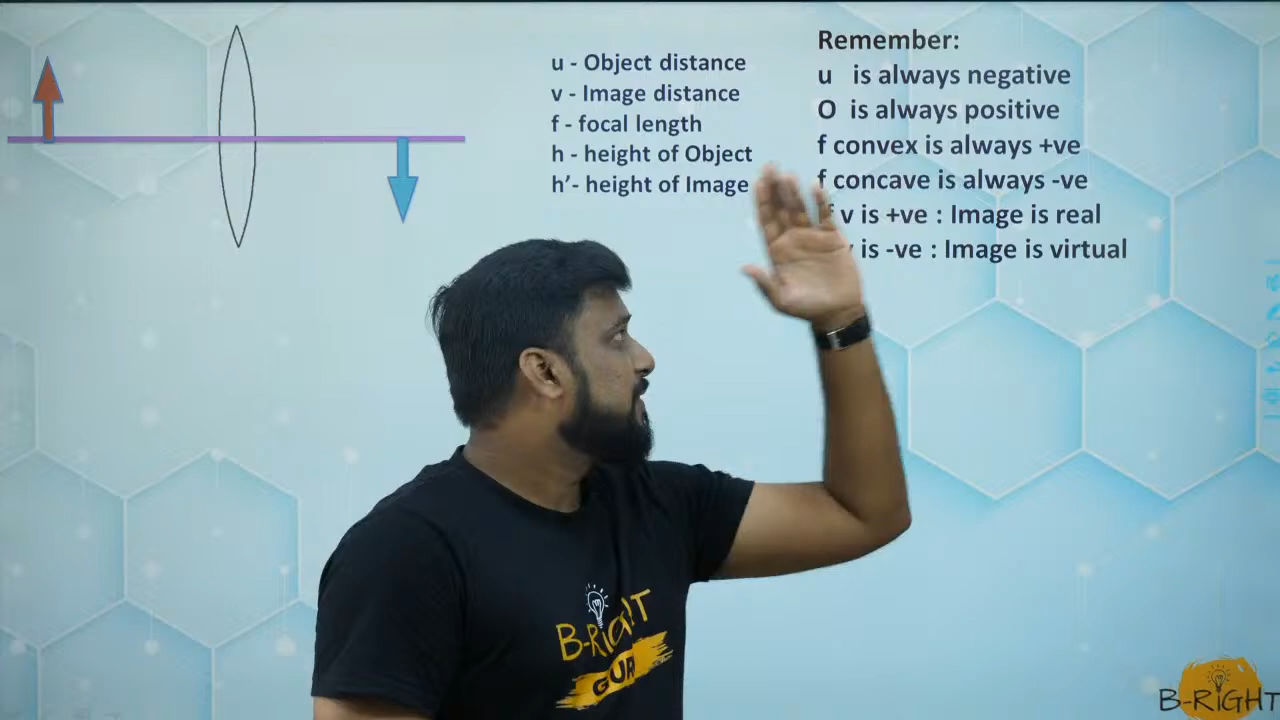 u - Object distance
v - Image distance
f - focal length
h - height of Object
h’- height of Image
Remember:
u is always negative
O is always positive
f convex is always +ve
f concave is always -ve
v is +ve : Image is real
is -ve : Image is virtual
B-RIGHT
GURU
B-RIGHT